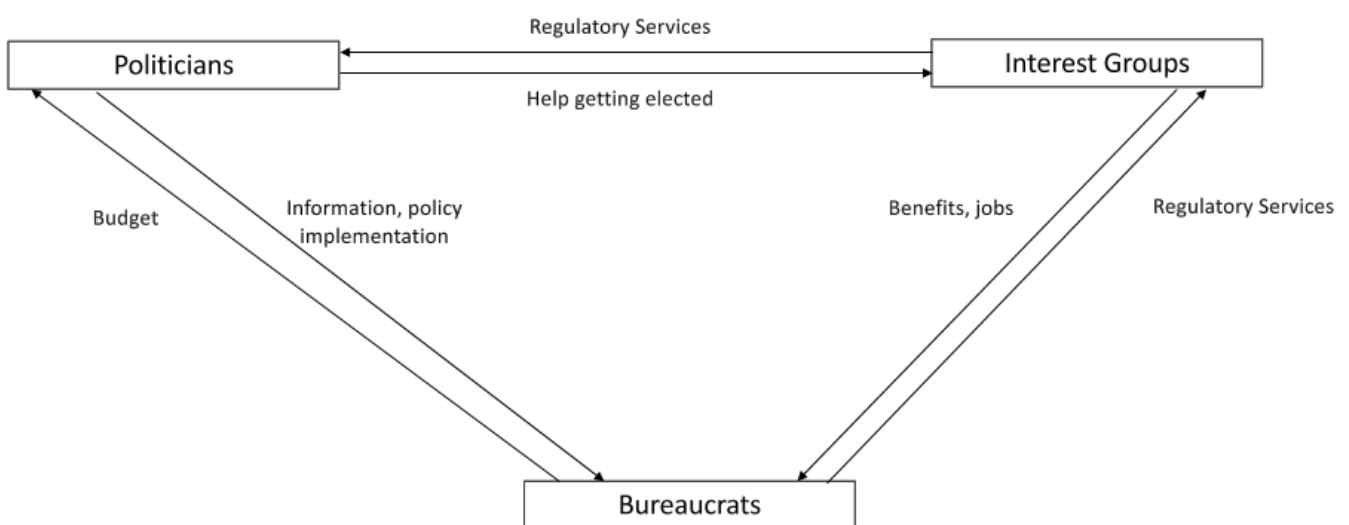 Regulatory Services
Politicians
Interest Groups
Help getting elected
Budget
Information, policy
implementation
Benefits, jobs
Regulatory Services
Bureaucrats